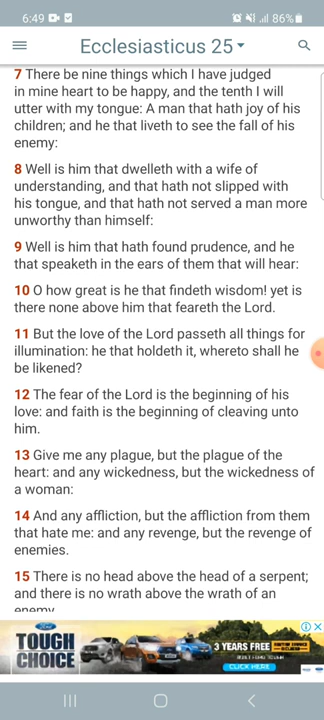 6:49
86%
Ecclesiasticus 25
7 There be nine things which I have judged
in mine heart to be happy, and the tenth I will
utter with my tongue: A man that hath joy of his
children; and he that liveth to see the fall of his
enemy:
8 Well is him that dwelleth with a wife of
understanding, and that hath not slipped with
his tongue, and that hath not served a man more
unworthy than himself:
9 Well is him that hath found prudence, and he
that speaketh in the ears of them that will hear:
10 O how great is he that findeth wisdom! yet is
there none above him that feareth the Lord.
11 But the love of the Lord passeth all things for
illumination: he that holdeth it, whereto shall he
be likened?
12 The fear of the Lord is the beginning of his
love: and faith is the beginning of cleaving unto
him.
13 Give me any plague, but the plague of the
heart: and any wickedness, but the wickedness of
a woman:
14 And any affliction, but the affliction from them
that hate me: and any revenge, but the revenge of
enemies.
15 There is no head above the head of a serpent;
and there is no wrath above the wrath of an
enemy
Ford
TOUGH
CHOICE
3 YEARS FREE
CLICK HERE